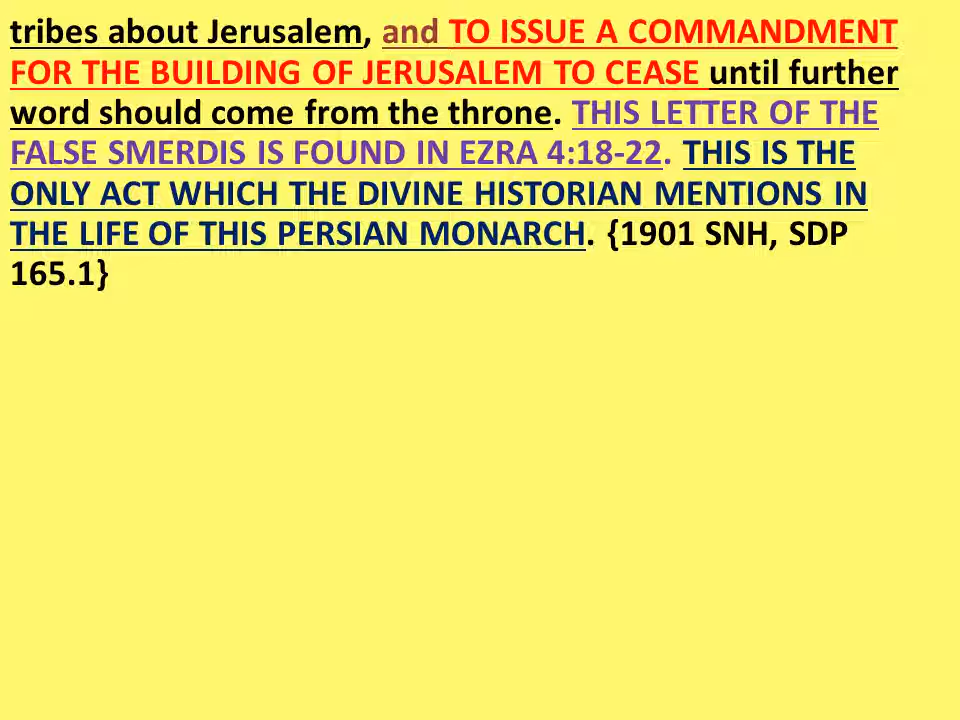 tribes about Jerusalem, and TO ISSUE A COMMANDMENT
FOR THE BUILDING OF JERUSALEM TO CEASE until further
word should come from the throne. THIS LETTER OF THE
FALSE SMERDIS IS FOUND IN EZRA 4:18-22. THIS IS THE
ONLY ACT WHICH THE DIVINE HISTORIAN MENTIONS IN
THE LIFE OF THIS PERSIAN MONARCH. {1901 SNH, SDP
165.1}